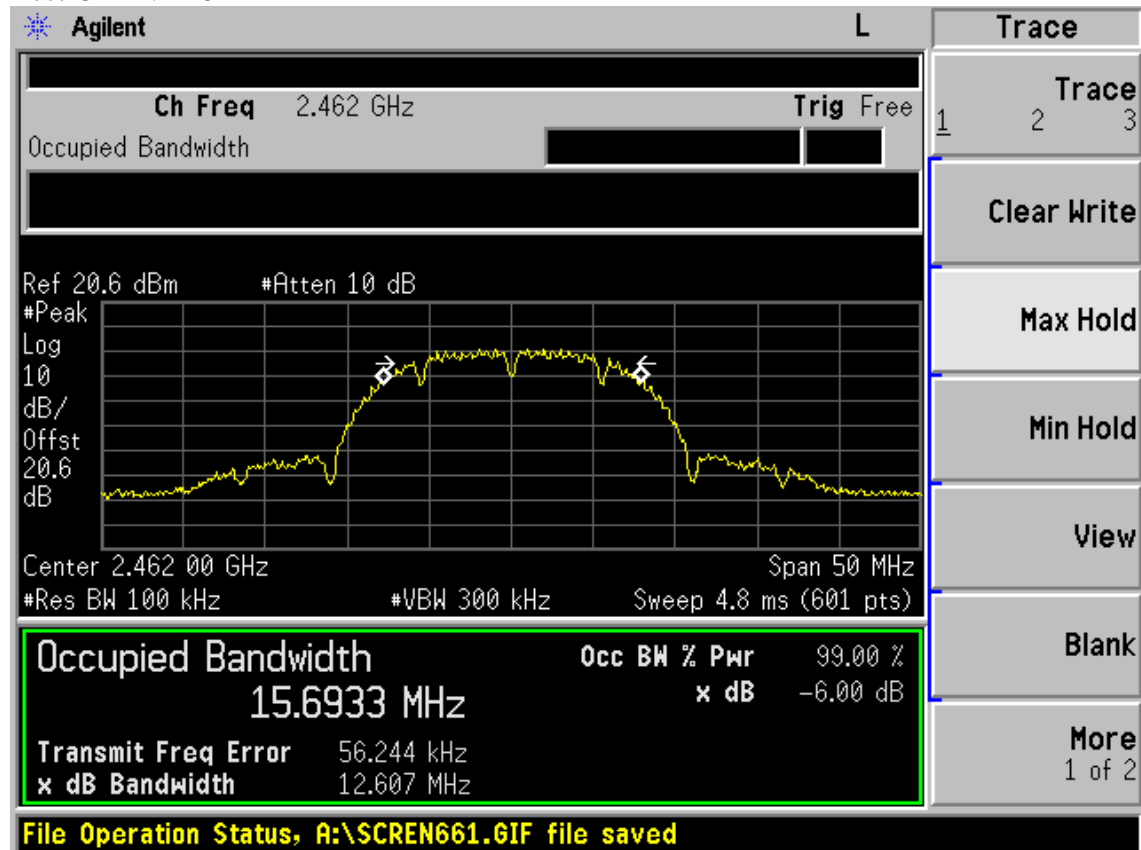 Agilent L Trace
Ch Freq 2.462 GHz Trig Free
Occupied Bandwidth
Trace
1 2 3
Clear Write
Max Hold
Min Hold
View
Blank
More
1 of 2
Ref 20.6 dBm #Atten 10 dB
#Peak
Log
10
dB/
Offst
20.6
dB
Center 2.462 00 GHz Span 50 MHz
#Res BW 100 kHz #VBW 300 kHz Sweep 4.8 ms (601 pts)
Occupied Bandwidth Occ BW % Pwr 99.00 %
15.6933 MHz x dB -6.00 dB
Transmit Freq Error 56.244 kHz
x dB Bandwidth 12.607 MHz
File Operation Status, A:\SCREN661.GIF file saved